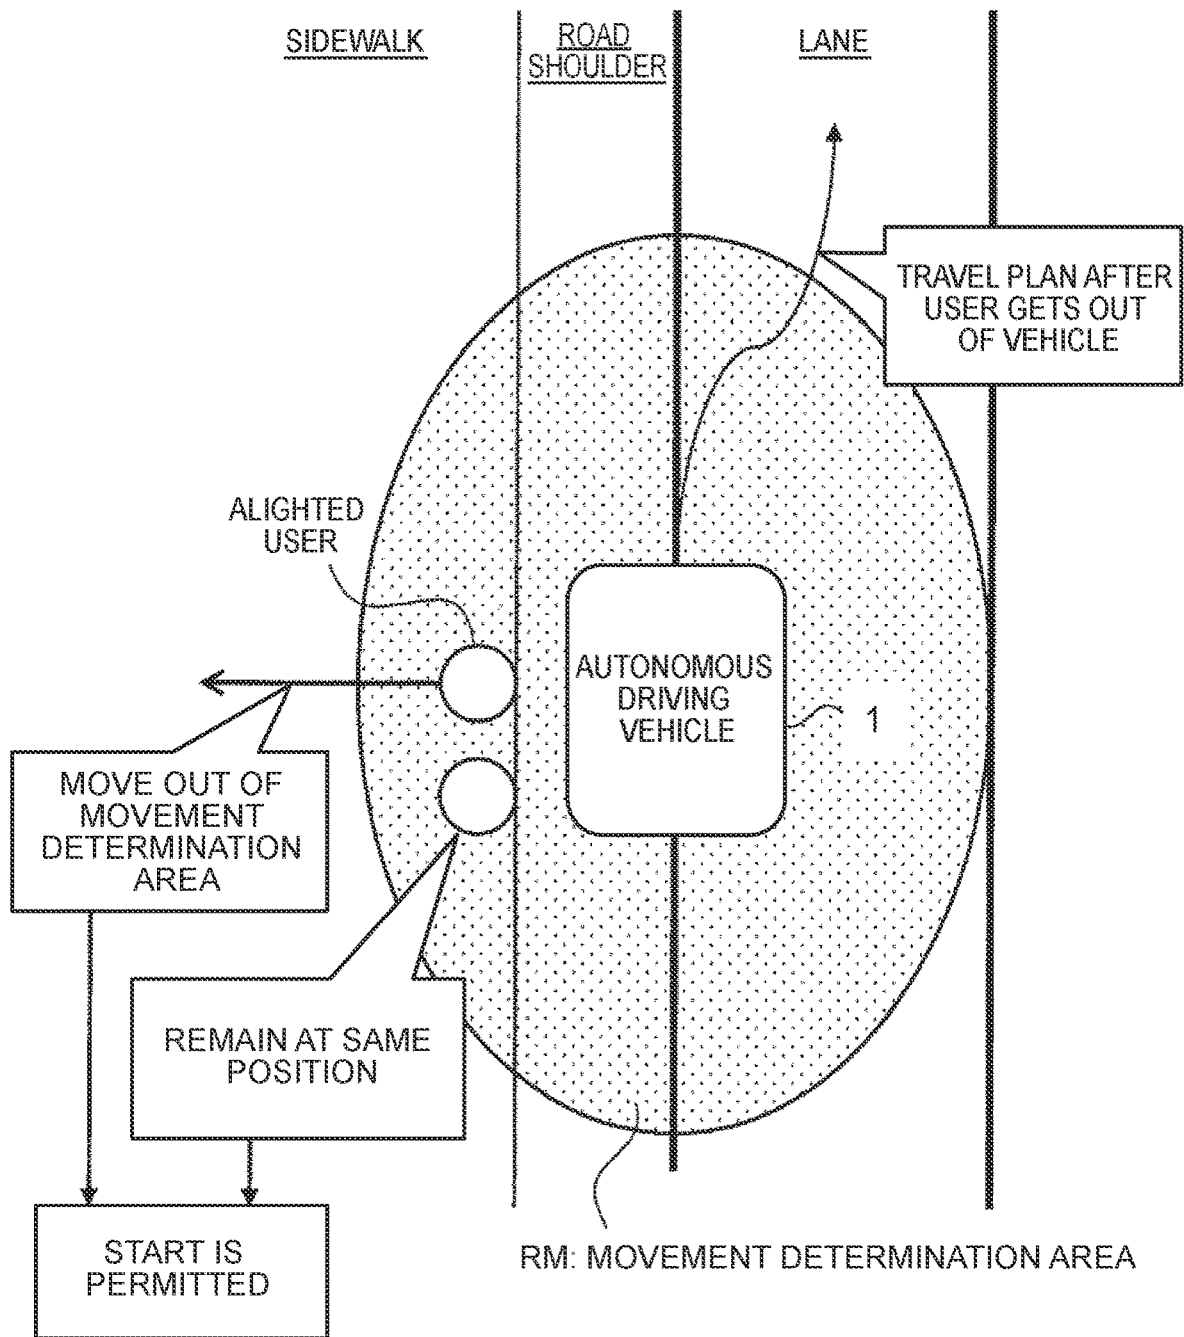 SIDEWALK
ROAD
SHOULDER
LANE
TRAVEL PLAN AFTER
USER GETS OUT
OF VEHICLE
ALIGHTED
USER
AUTONOMOUS
DRIVING
VEHICLE
1
MOVE OUT OF
MOVEMENT
DETERMINATION
AREA
REMAIN AT SAME
POSITION
START IS
PERMITTED
RM: MOVEMENT DETERMINATION AREA